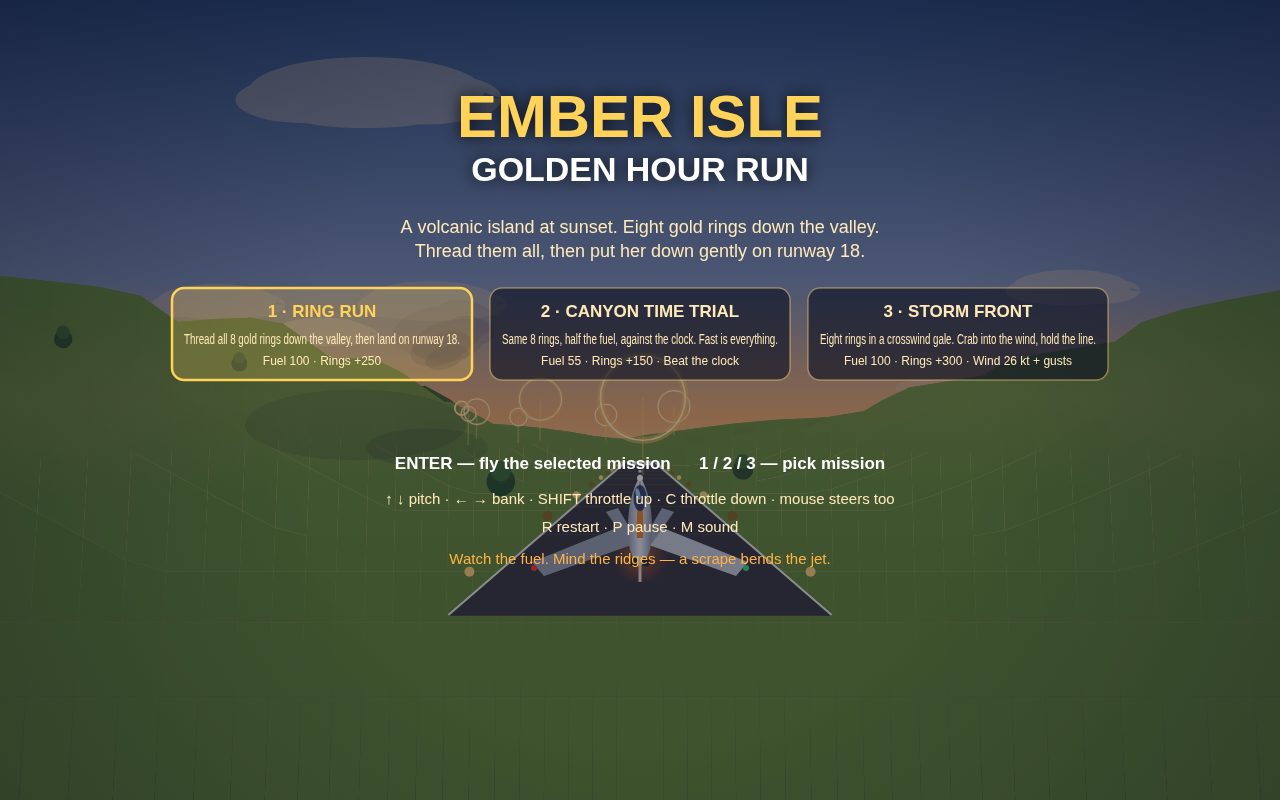 EMBER ISLE
GOLDEN HOUR RUN
A volcanic island at sunset. Eight gold rings down the valley.
Thread them all, then put her down gently on runway 18.
1 · RING RUN
Thread all 8 gold rings down the valley, then land on runway 18.
Fuel 100 · Rings +250
2 · CANYON TIME TRIAL
Same 8 rings, half the fuel, against the clock. Fast is everything.
Fuel 55 · Rings +150 · Beat the clock
3 · STORM FRONT
Eight rings in a crosswind gale. Crab into the wind, hold the line.
Fuel 100 · Rings +300 · Wind 26 kt + gusts
ENTER — fly the selected mission 1 / 2 / 3 — pick mission
↑ ↓ pitch · ← → bank · SHIFT throttle up · C throttle down · mouse steers too
R restart · P pause · M sound
Watch the fuel. Mind the ridges — a scrape bends the jet.